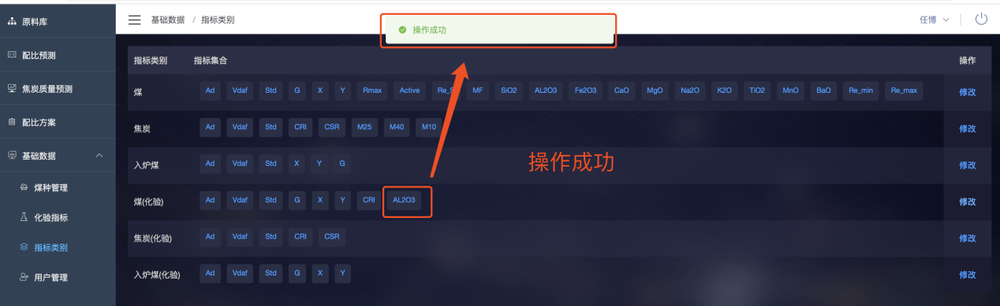 原料库
配比预测
焦炭质量预测
配比方案
基础数据
煤种管理
化验指标
指标类别
用户管理
基础数据 / 指标类别
操作成功
任博
指标类别 指标集合 操作
煤 Ad Vdaf Std G X Y Rmax Active Re_S MF SiO2 AL2O3 Fe2O3 CaO MgO Na2O K2O TiO2 MnO BaO Re_min Re_max 修改
焦炭 Ad Vdaf Std CRI CSR M25 M40 M10 修改
操作成功
入炉煤 Ad Vdaf Std X Y G 修改
煤(化验) Ad Vdaf Std G X Y CRI AL2O3 修改
焦炭(化验) Ad Vdaf Std CRI CSR 修改
入炉煤(化验) Ad Vdaf Std G X Y 修改